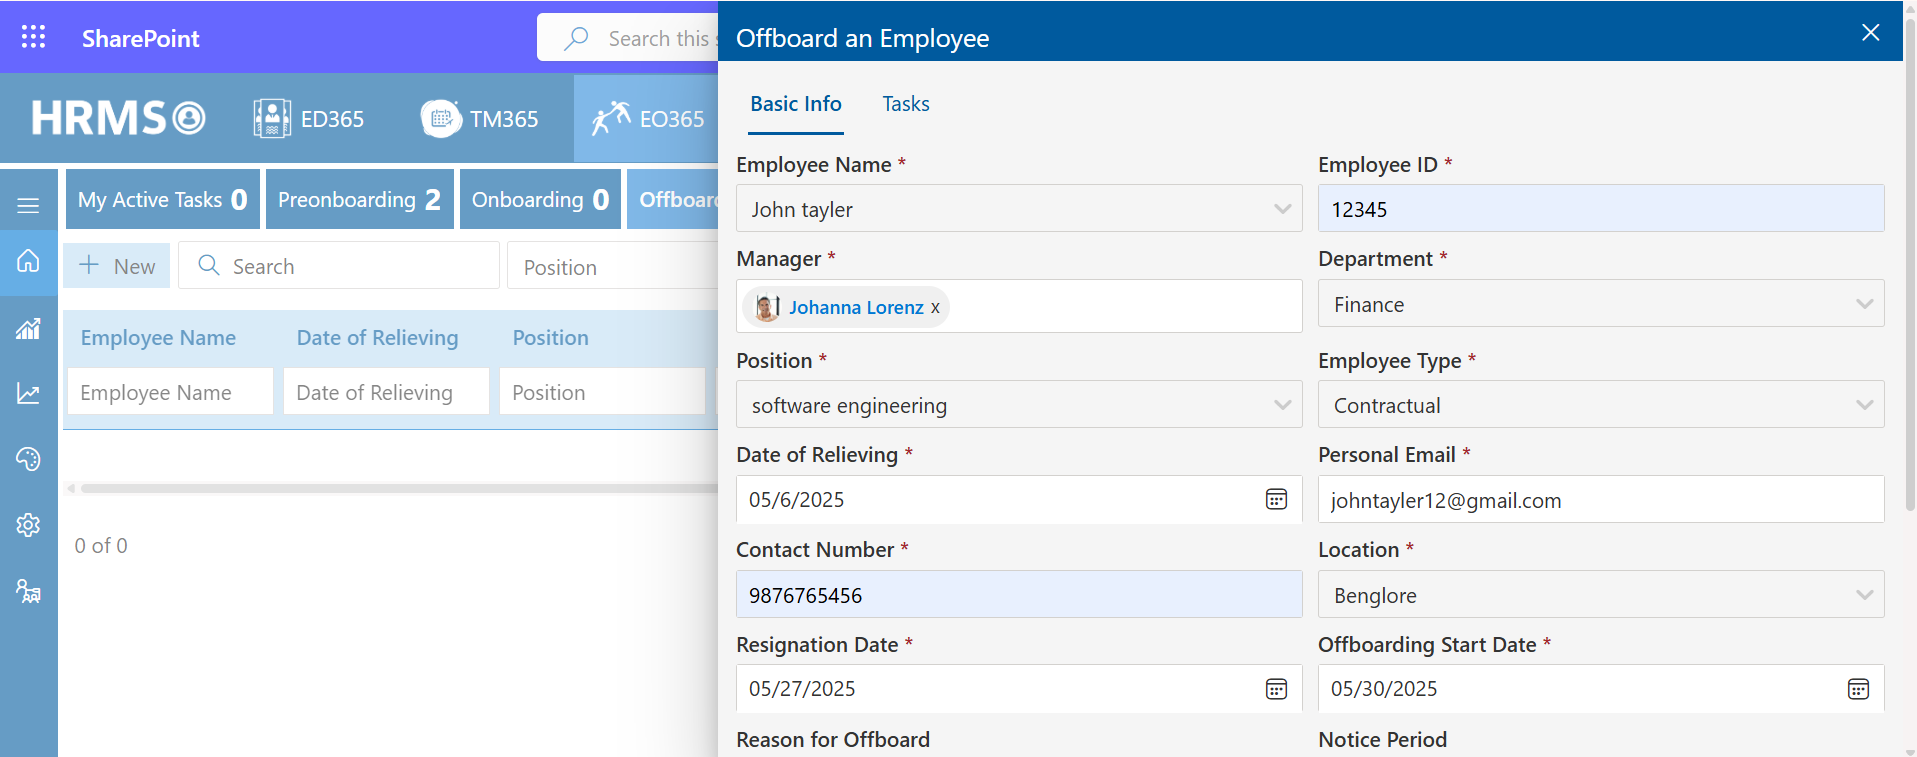 SharePoint
Search this s
HRMS
ED365
TM365
EO365
My Active Tasks 0
Preonboarding 2
Onboarding 0
Offboard
New
Search
Position
Employee Name
Date of Relieving
Position
Employee Name
Date of Relieving
Position
0 of 0
Offboard an Employee
Basic Info
Tasks
Employee Name *
Employee ID *
John tayler
12345
Manager *
Department *
Johanna Lorenz x
Finance
Position *
Employee Type *
software engineering
Contractual
Date of Relieving *
Personal Email *
05/6/2025
johntayler12@gmail.com
Contact Number *
Location *
9876765456
Benglore
Resignation Date *
Offboarding Start Date *
05/27/2025
05/30/2025
Reason for Offboard
Notice Period